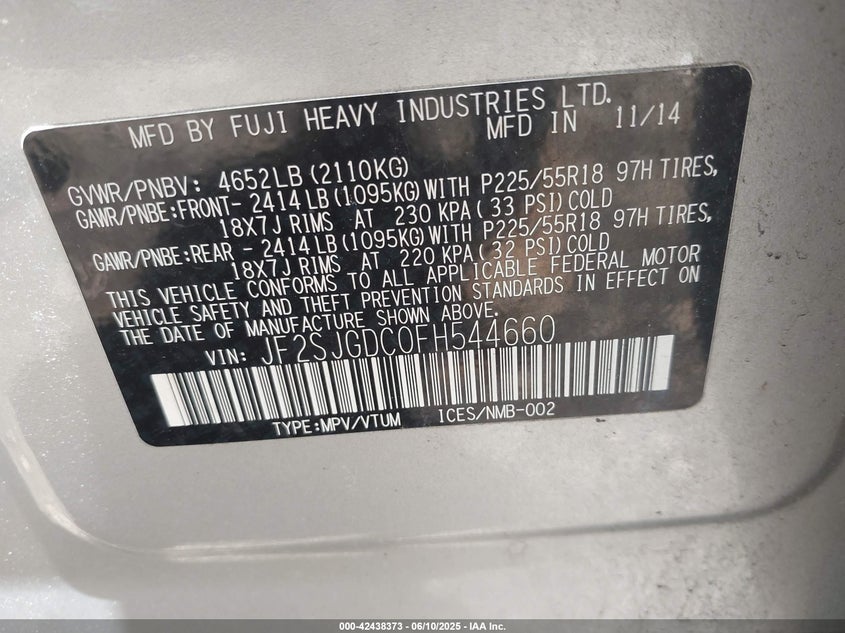 MFD BY FUJI HEAVY INDUSTRIES LTD.
MFD IN 11/14
GVWR/PNBV: 4652LB (2110KG)
GAWR/PNBE:FRONT- 2414LB (1095KG) WITH P225/55R18 97H TIRES,
18X7J RIMS AT 230 KPA ( 33 PSI) COLD
GAWR/PNBE:REAR - 2414LB (1095KG) WITH P225/55R18 97H TIRES,
18X7J RIMS AT 220 KPA ( 32 PSI) COLD
THIS VEHICLE CONFORMS TO ALL APPLICABLE FEDERAL MOTOR
VEHICLE SAFETY AND THEFT PREVENTION STANDARDS IN EFFECT ON
THE DATE OF MANUFACTURE SHOWN ABOVE.
VIN: JF2SJGDC0FH544660
TYPE:MPV/VTUM ICES/NMB-002
000-42438373 - 06/10/2025 - IAA Inc.